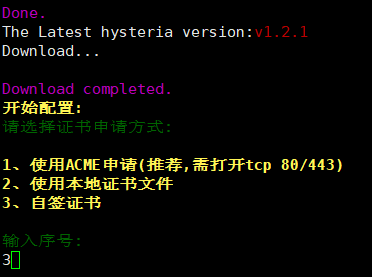 Done.
The Latest hysteria version:v1.2.1
Download...
Download completed.
开始配置:
请选择证书申请方式:
1、使用ACME申请(推荐,需打开tcp 80/443)
2、使用本地证书文件
3、自签证书
输入序号:
3